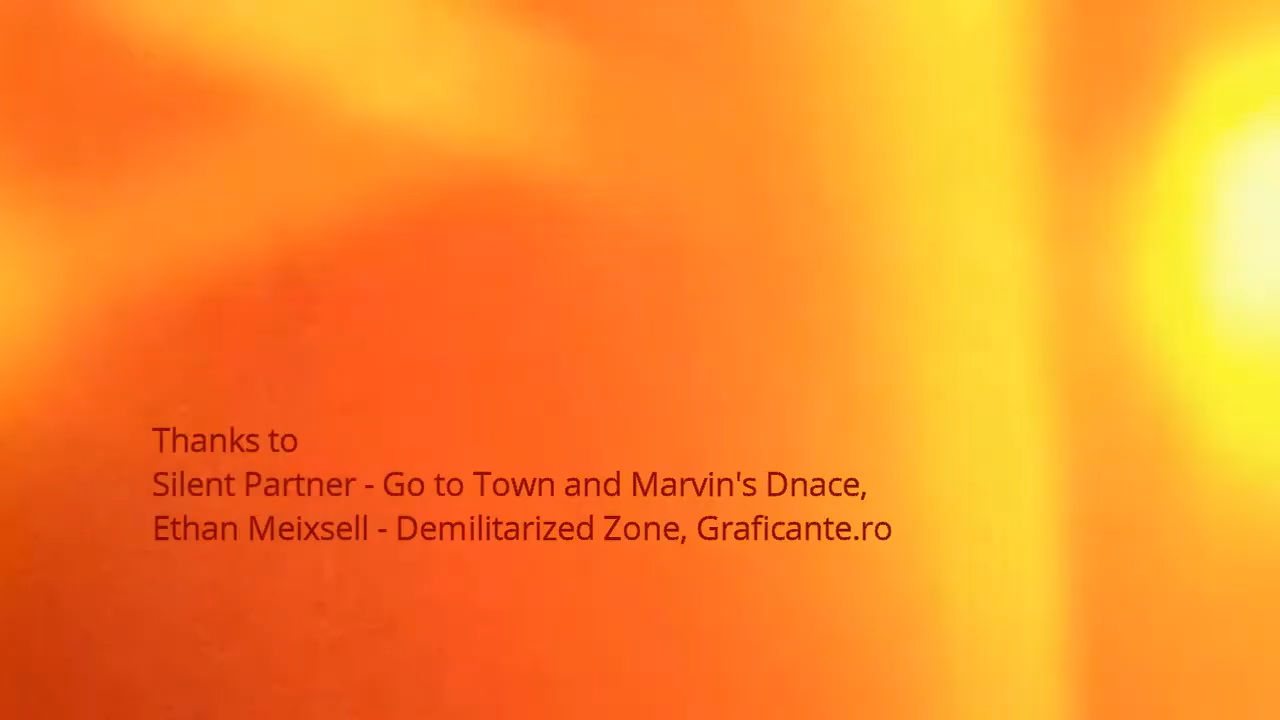 Thanks to
Silent Partner - Go to Town and Marvin's Dnace,
Ethan Meixsell - Demilitarized Zone, Graficante.ro